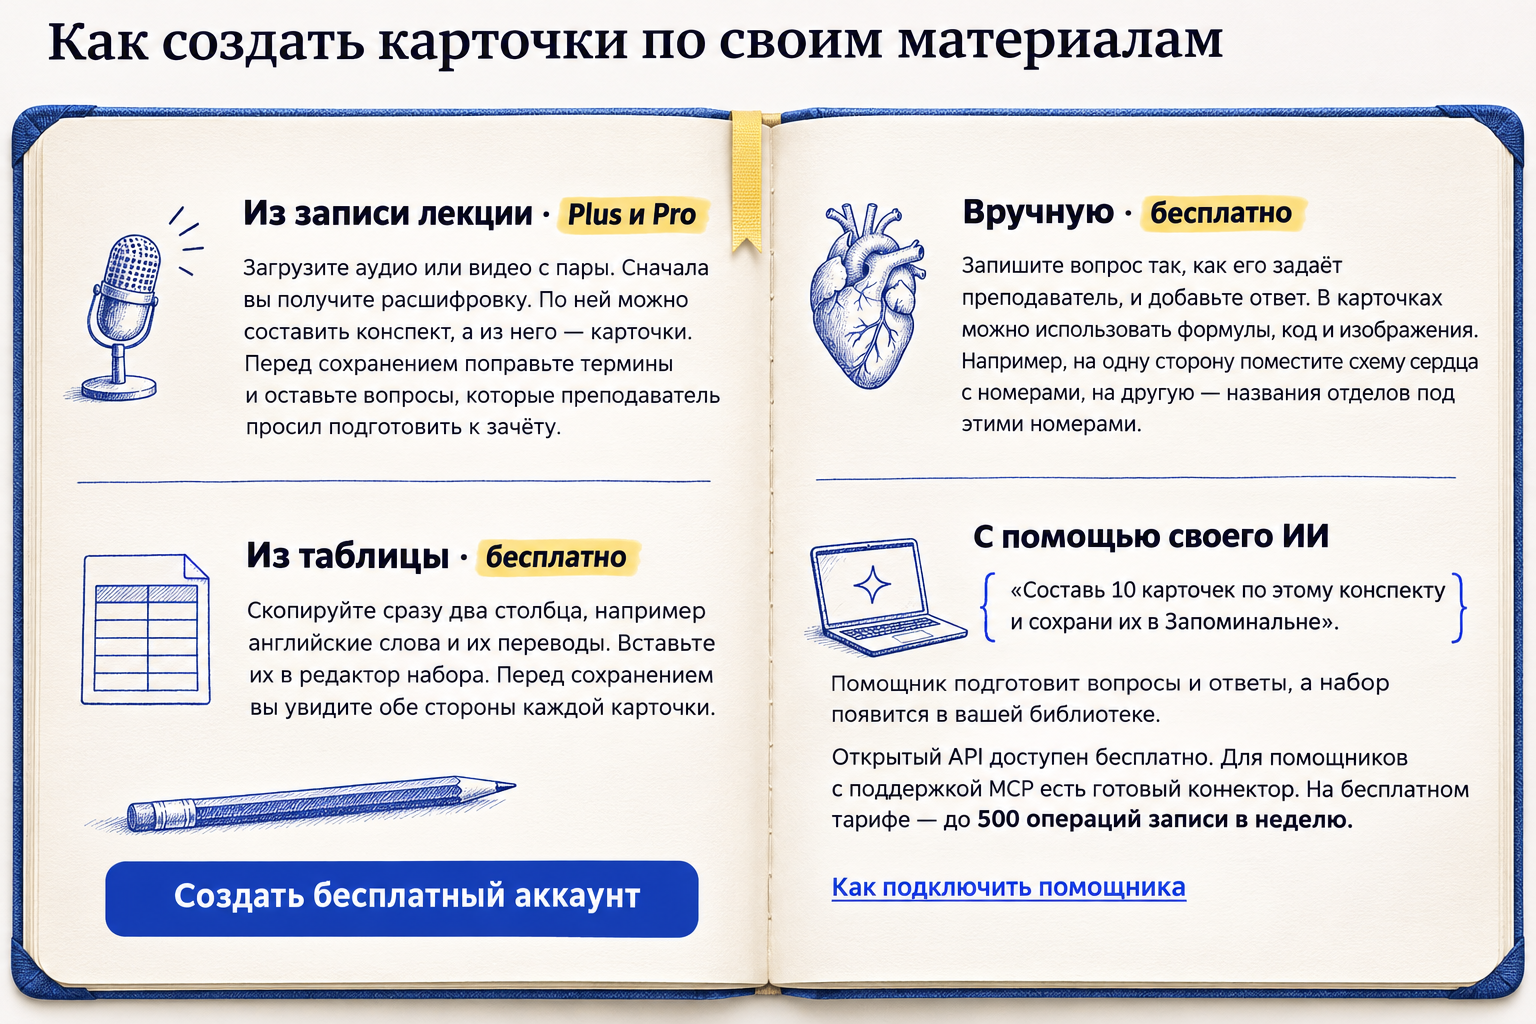 Как создать карточки по своим материалам
Из записи лекции · Plus и Pro
Загрузите аудио или видео с пары. Сначала
вы получите расшифровку. По ней можно
составить конспект, а из него — карточки.
Перед сохранением поправьте термины
и оставьте вопросы, которые преподаватель
просил подготовить к зачёту.
Из таблицы · бесплатно
Скопируйте сразу два столбца, например
английские слова и их переводы. Вставьте
их в редактор набора. Перед сохранением
вы увидите обе стороны каждой карточки.
Создать бесплатный аккаунт
Вручную · бесплатно
Запишите вопрос так, как его задаёт
преподаватель, и добавьте ответ. В карточках
можно использовать формулы, код и изображения.
Например, на одну сторону поместите схему сердца
с номерами, на другую — названия отделов под
этими номерами.
С помощью своего ИИ
«Составь 10 карточек по этому конспекту
и сохрани их в Запоминальне».
Помощник подготовит вопросы и ответы, а набор
появится в вашей библиотеке.
Открытый API доступен бесплатно. Для помощников
с поддержкой MCP есть готовый коннектор. На бесплатном
тарифе — до 500 операций записи в неделю.
Как подключить помощника